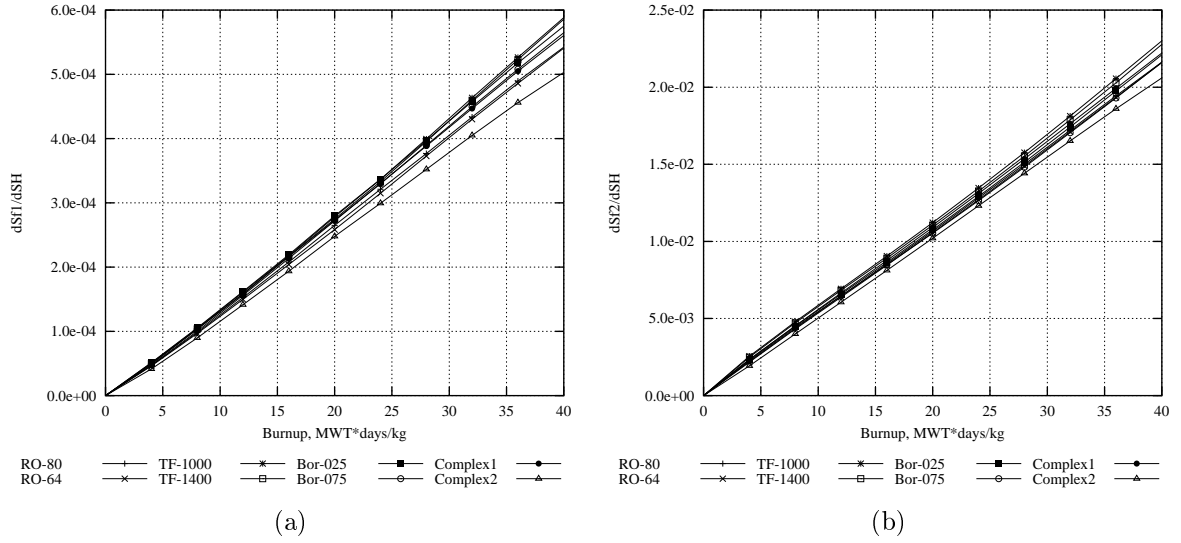 6.0e-04
5.0e-04
4.0e-04
3.0e-04
2.0e-04
1.0e-04
0.0e+00
dSf1/dSH
0 5 10 15 20 25 30 35 40
Burnup, MWT*days/kg
RO-80 TF-1000 Bor-025 Complex1
RO-64 TF-1400 Bor-075 Complex2
(a)
2.5e-02
2.0e-02
1.5e-02
1.0e-02
5.0e-03
0.0e+00
dSf2/dSH
0 5 10 15 20 25 30 35 40
Burnup, MWT*days/kg
RO-80 TF-1000 Bor-025 Complex1
RO-64 TF-1400 Bor-075 Complex2
(b)